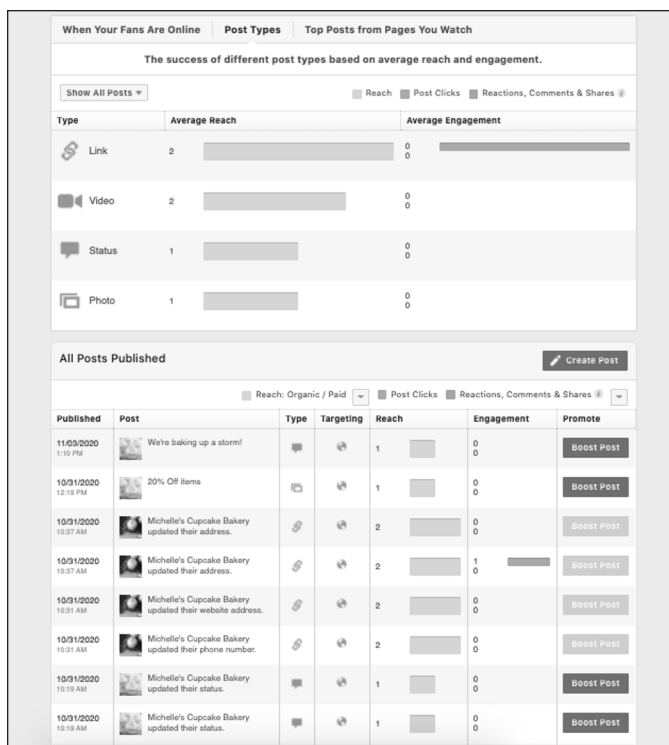 When Your Fans Are Online Post Types Top Posts from Pages You Watch
The success of different post types based on average reach and engagement.
Show All Posts Reach Post Clicks Reactions, Comments & Shares i
Type Average Reach Average Engagement
Link 2 0
0
Video 2 0
0
Status 1 0
0
Photo 1 0
0
All Posts Published Create Post
Reach: Organic / Paid Post Clicks Reactions, Comments & Shares i
Published Post Type Targeting Reach Engagement Promote
11/03/2020 We're baking up a storm! 1 0 Boost Post
1:10 PM 0
10/31/2020 20% Off items 1 0 Boost Post
12:19 PM 0
10/31/2020 Michelle's Cupcake Bakery 2 0 Boost Post
10:37 AM updated their address. 0
10/31/2020 Michelle's Cupcake Bakery 2 1 Boost Post
10:37 AM updated their address. 0
10/31/2020 Michelle's Cupcake Bakery 2 0 Boost Post
10:31 AM updated their website address. 0
10/31/2020 Michelle's Cupcake Bakery 2 0 Boost Post
10:31 AM updated their phone number. 0
10/31/2020 Michelle's Cupcake Bakery 1 0 Boost Post
10:19 AM updated their status. 0
10/31/2020 Michelle's Cupcake Bakery 1 0 Boost Post
10:19 AM updated their status. 0